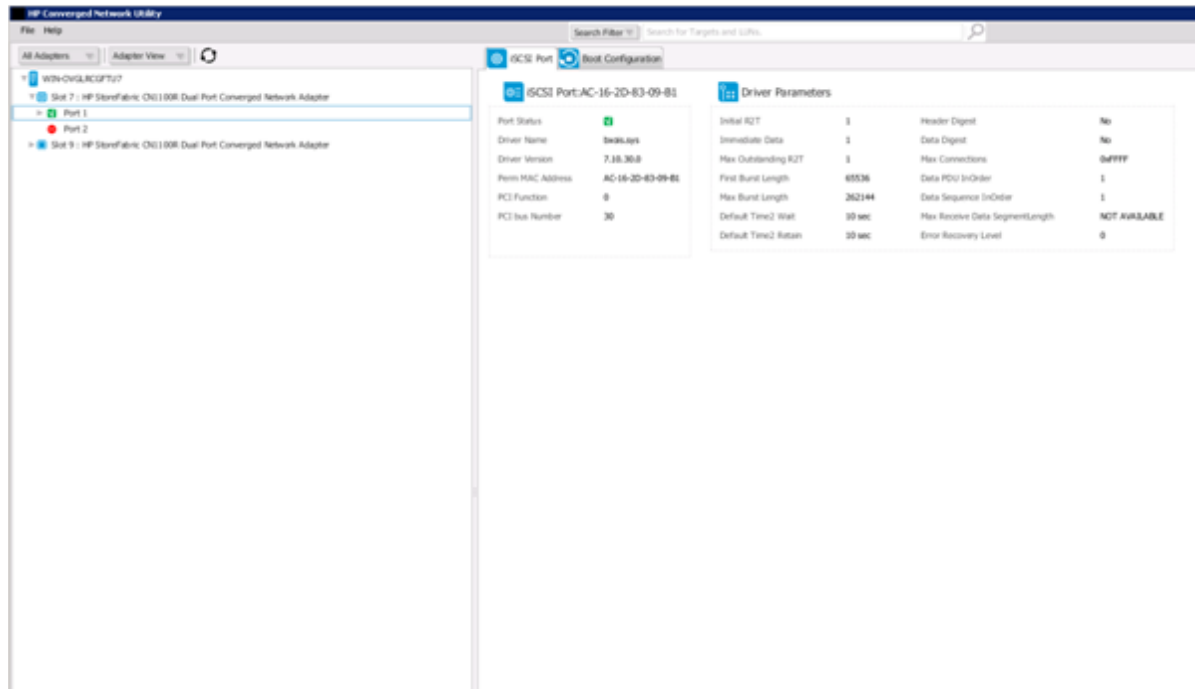 HP Converged Network Utility
File Help
Search Filter Search for Targets and LUNs.
All Adapters Adapter View
iSCSI Port Boot Configuration
Slot 7 : HP StoreFabric CN1100R Dual Port Converged Network Adapter
Port 1
Port 2
Slot 9 : HP StoreFabric CN1100R Dual Port Converged Network Adapter
iSCSI Port:AC-16-2D-83-09-B1
Port Status
Driver Name
Driver Version 7.10.30.0
Perm MAC Address AC-16-2D-83-09-B1
PCI Function 0
PCI bus Number 30
Driver Parameters
Initial R2T 1 Header Digest No
Immediate Data 1 Data Digest No
Max Outstanding R2T 1 Max Connections 0xFFFF
First Burst Length 65536 Data PDU InOrder 1
Max Burst Length 262144 Data Sequence InOrder 1
Default Time2 Wait 10 sec Max Receive Data SegmentLength NOT AVAILABLE
Default Time2 Retain 10 sec Error Recovery Level 0